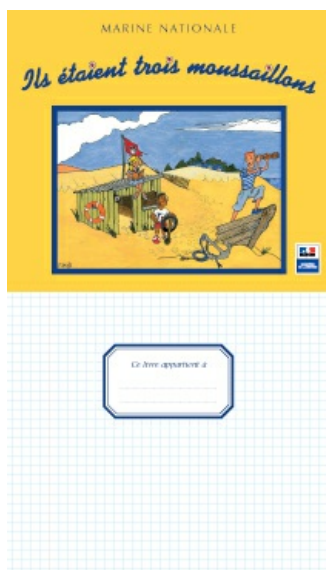 MARINE NATIONALE
Ils étaient trois moussaillons
Ce livre appartient à